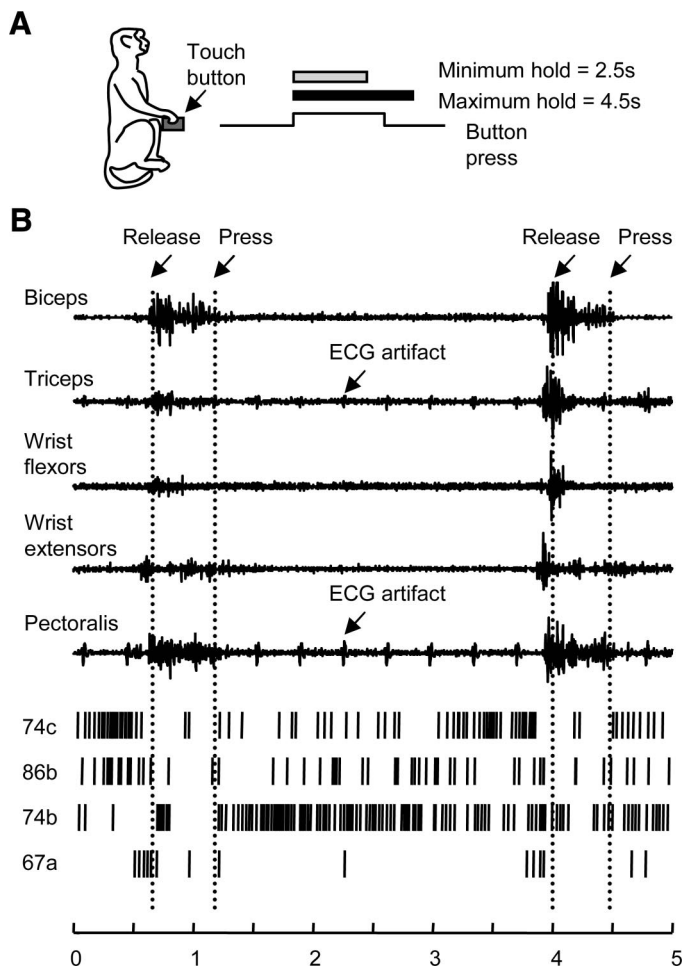 A
Touch
button
Minimum hold = 2.5s
Maximum hold = 4.5s
Button
press
B
Release
Press
Release
Press
Biceps
ECG artifact
Triceps
Wrist
flexors
Wrist
extensors
ECG artifact
Pectoralis
74c
86b
74b
67a
0 1 2 3 4 5